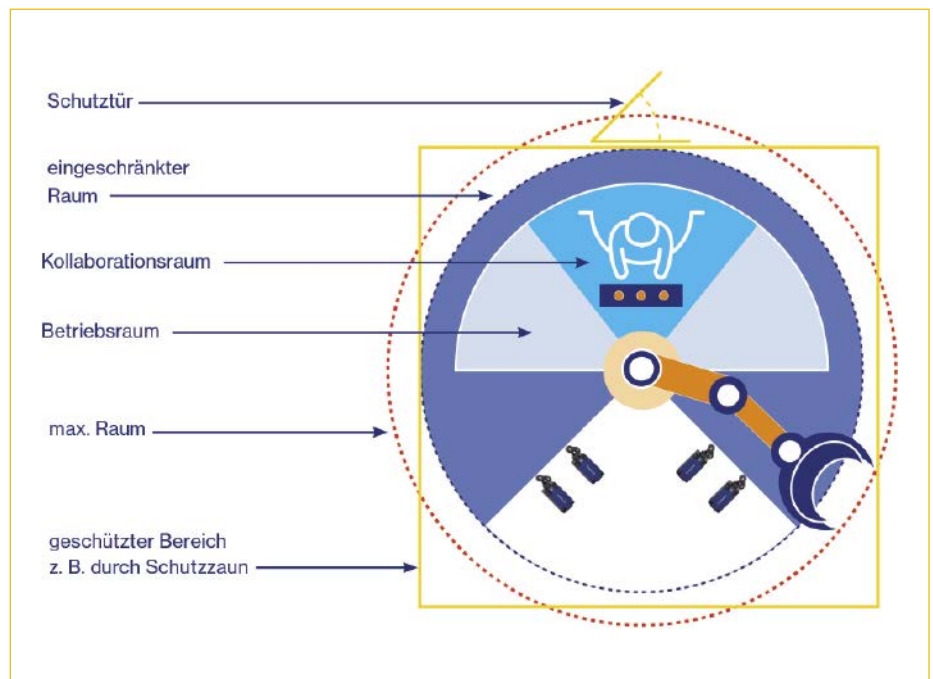 Schutztür
eingeschränkter
Raum
Kollaborationsraum
Betriebsraum
max. Raum
geschützter Bereich
z. B. durch Schutzzaun